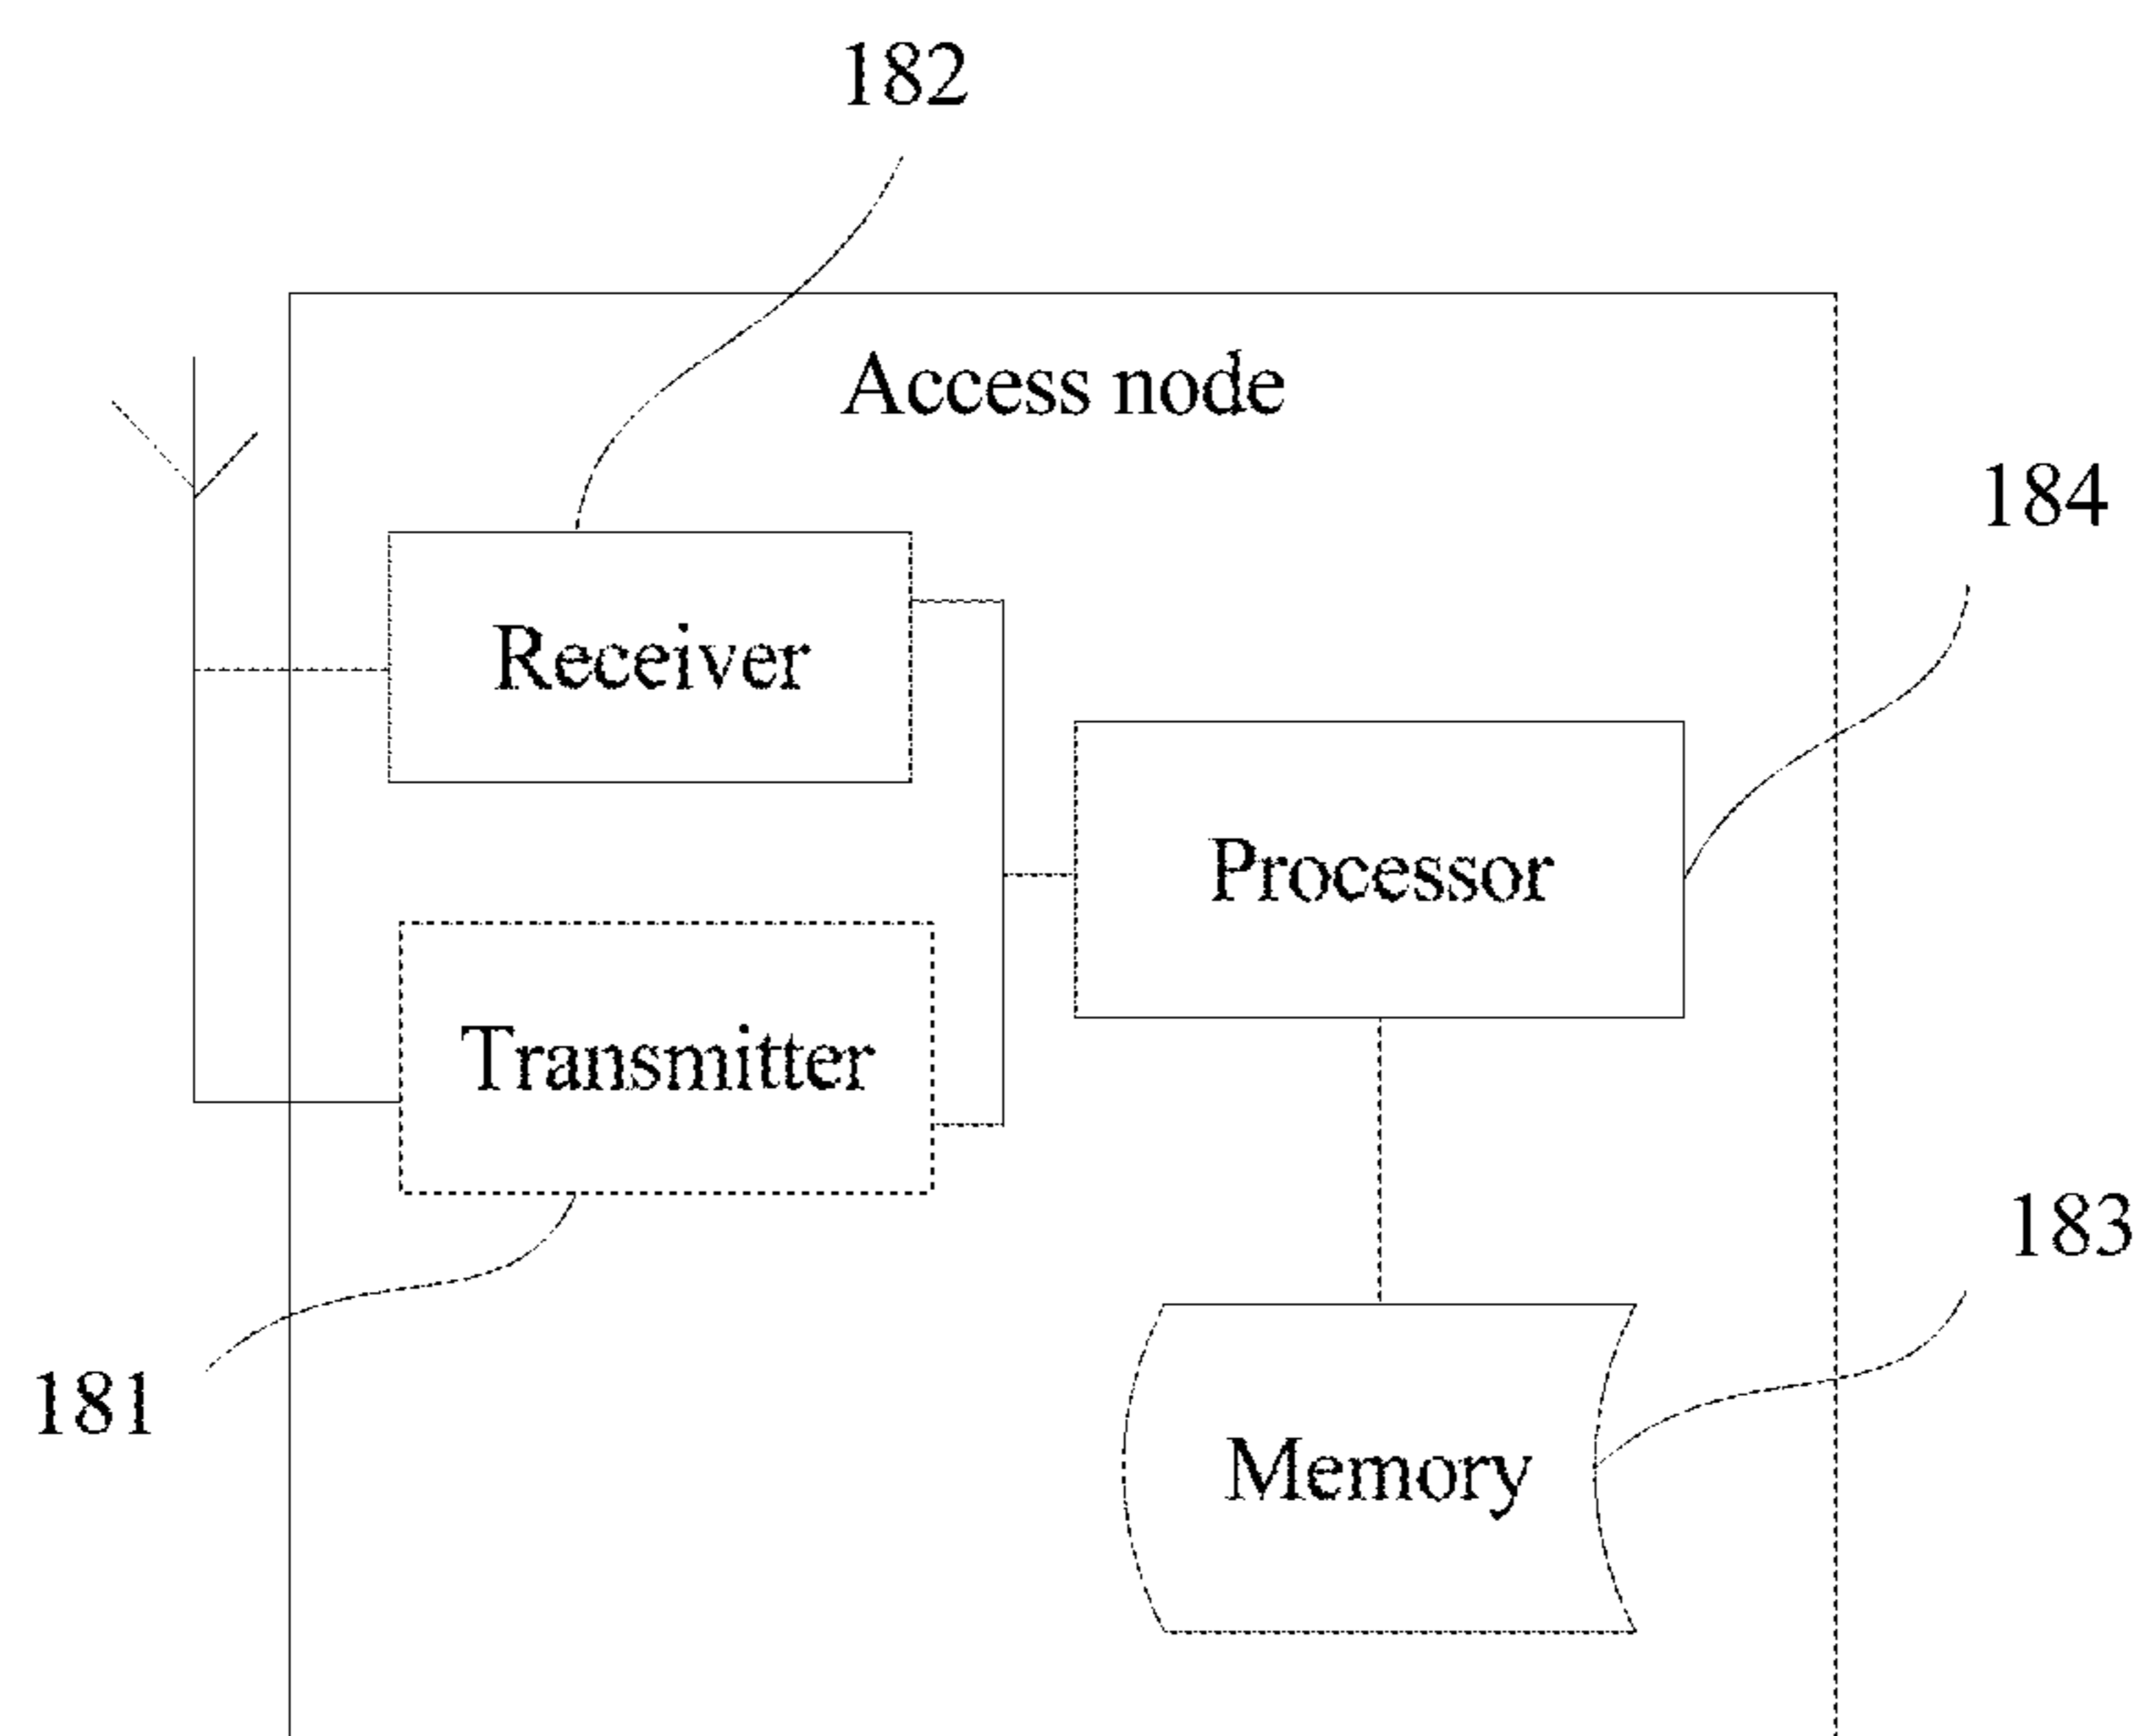 182
Access node
184
Receiver
Processor
Transmitter
183
181
Memory